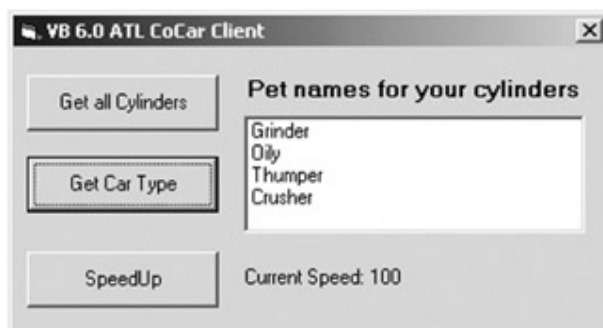 VB 6.0 ATL CoCar Client
Get all Cylinders
Pet names for your cylinders
Grinder
Oily
Thumper
Crusher
Get Car Type
SpeedUp
Current Speed: 100